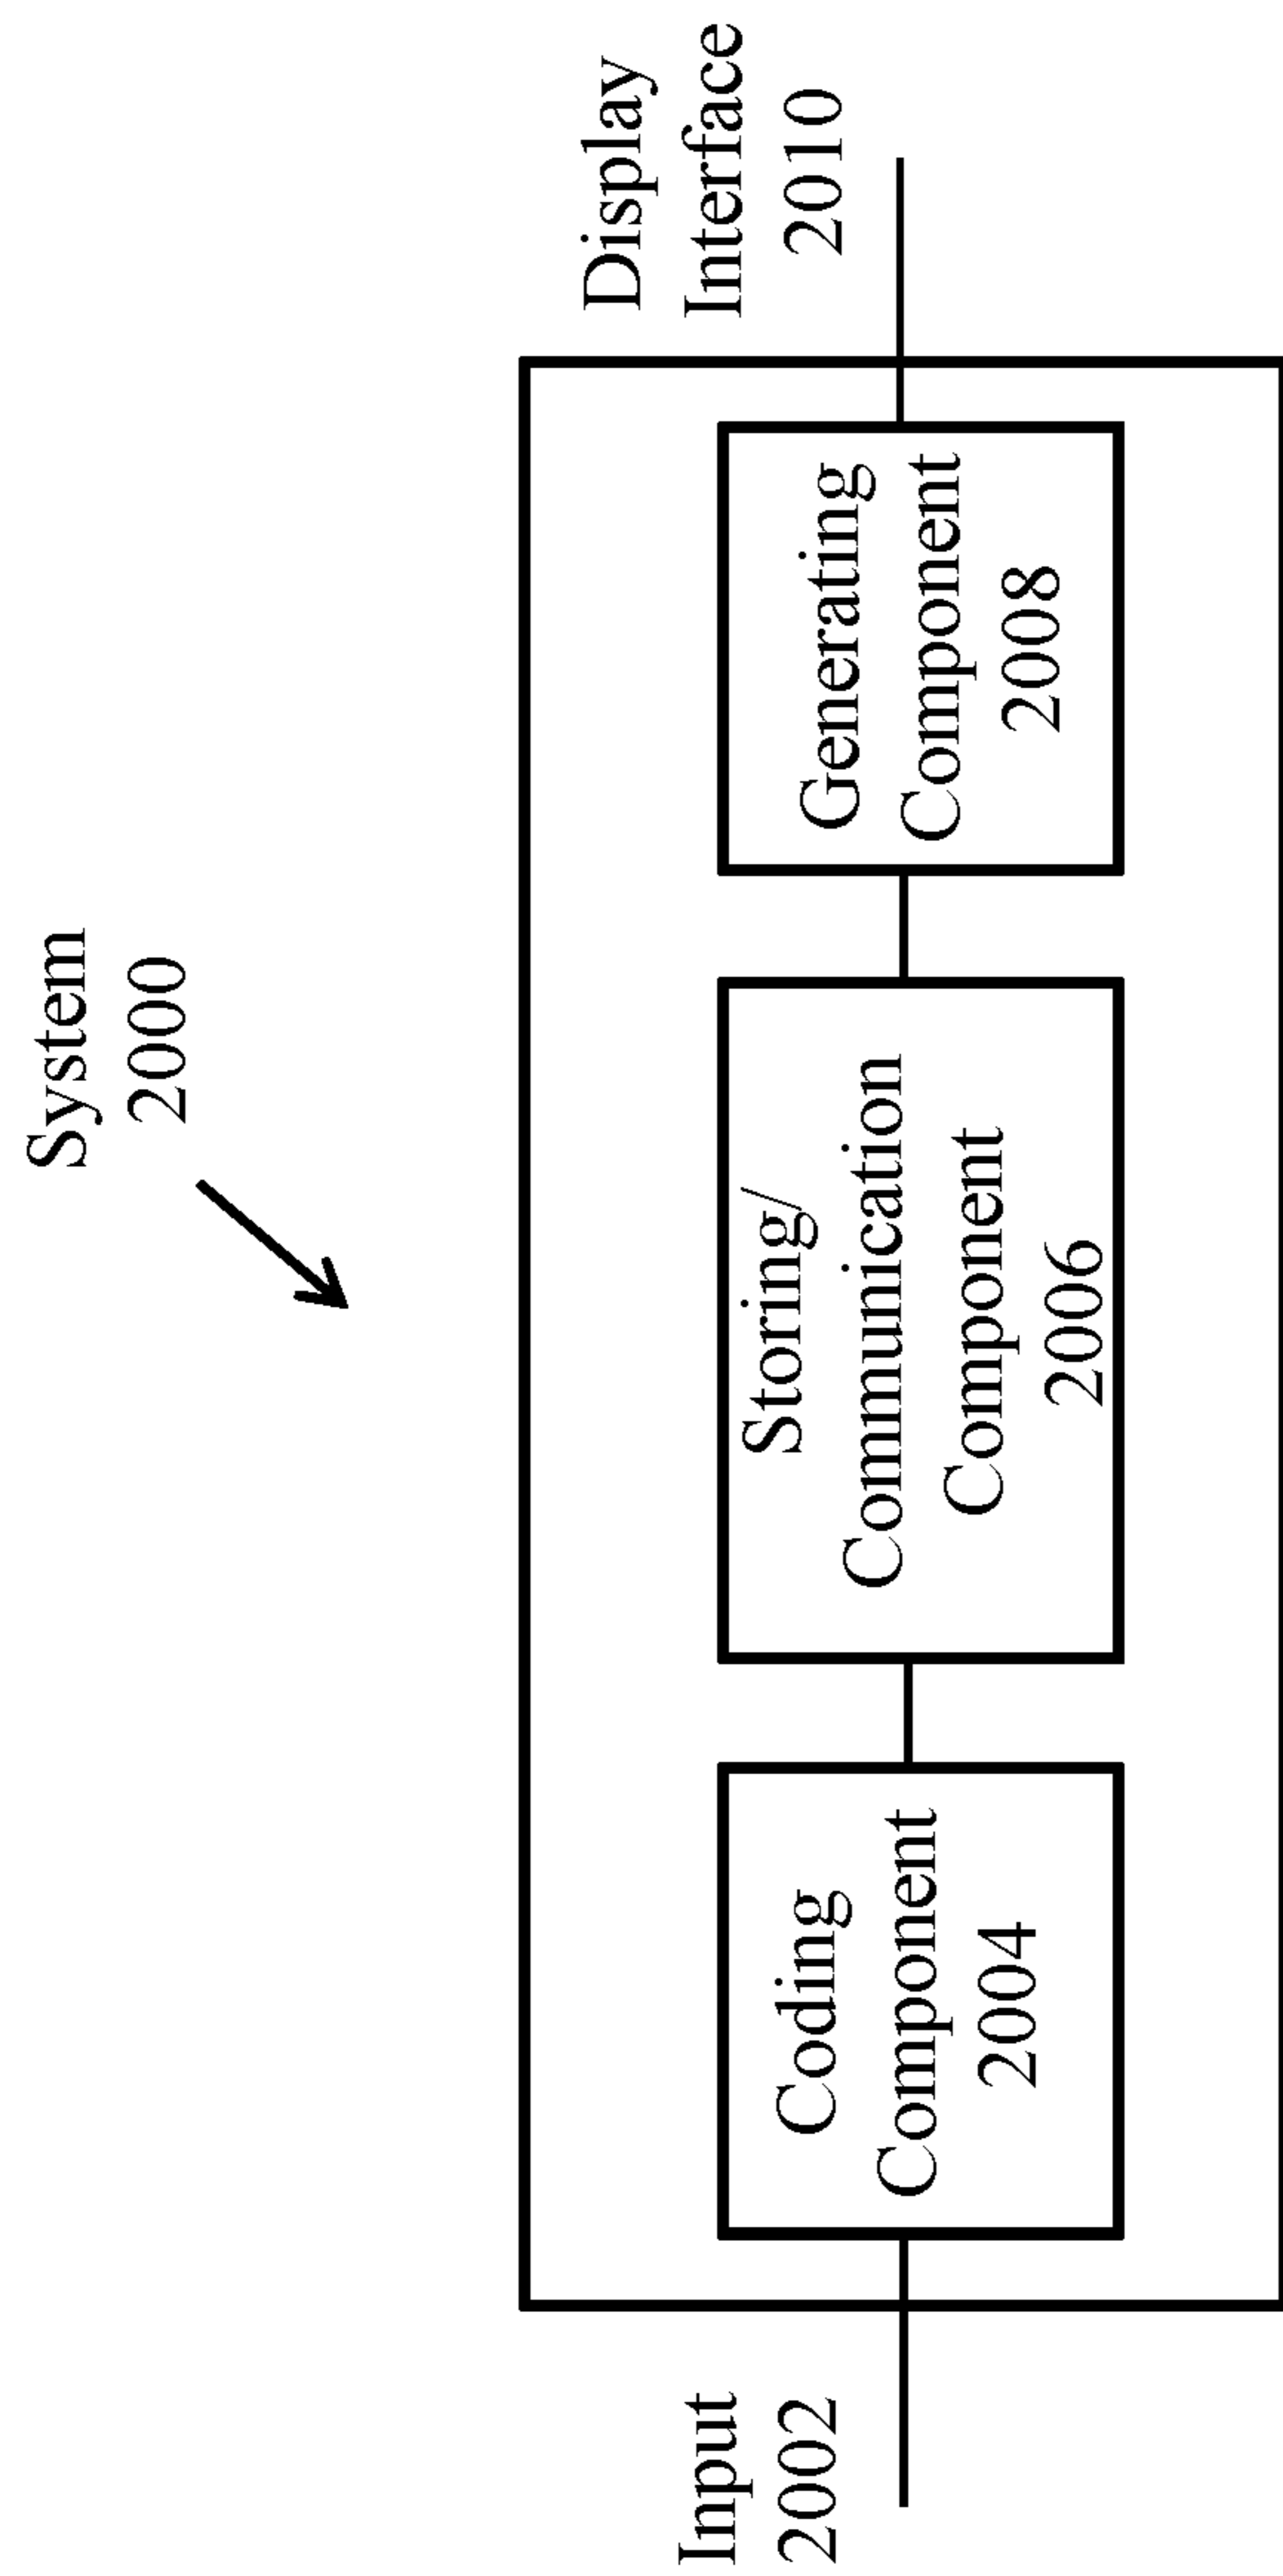 System
2000
Input
2002
Coding
Component
2004
Storing/
Communication
Component
2006
Generating
Component
2008
Display
Interface
2010